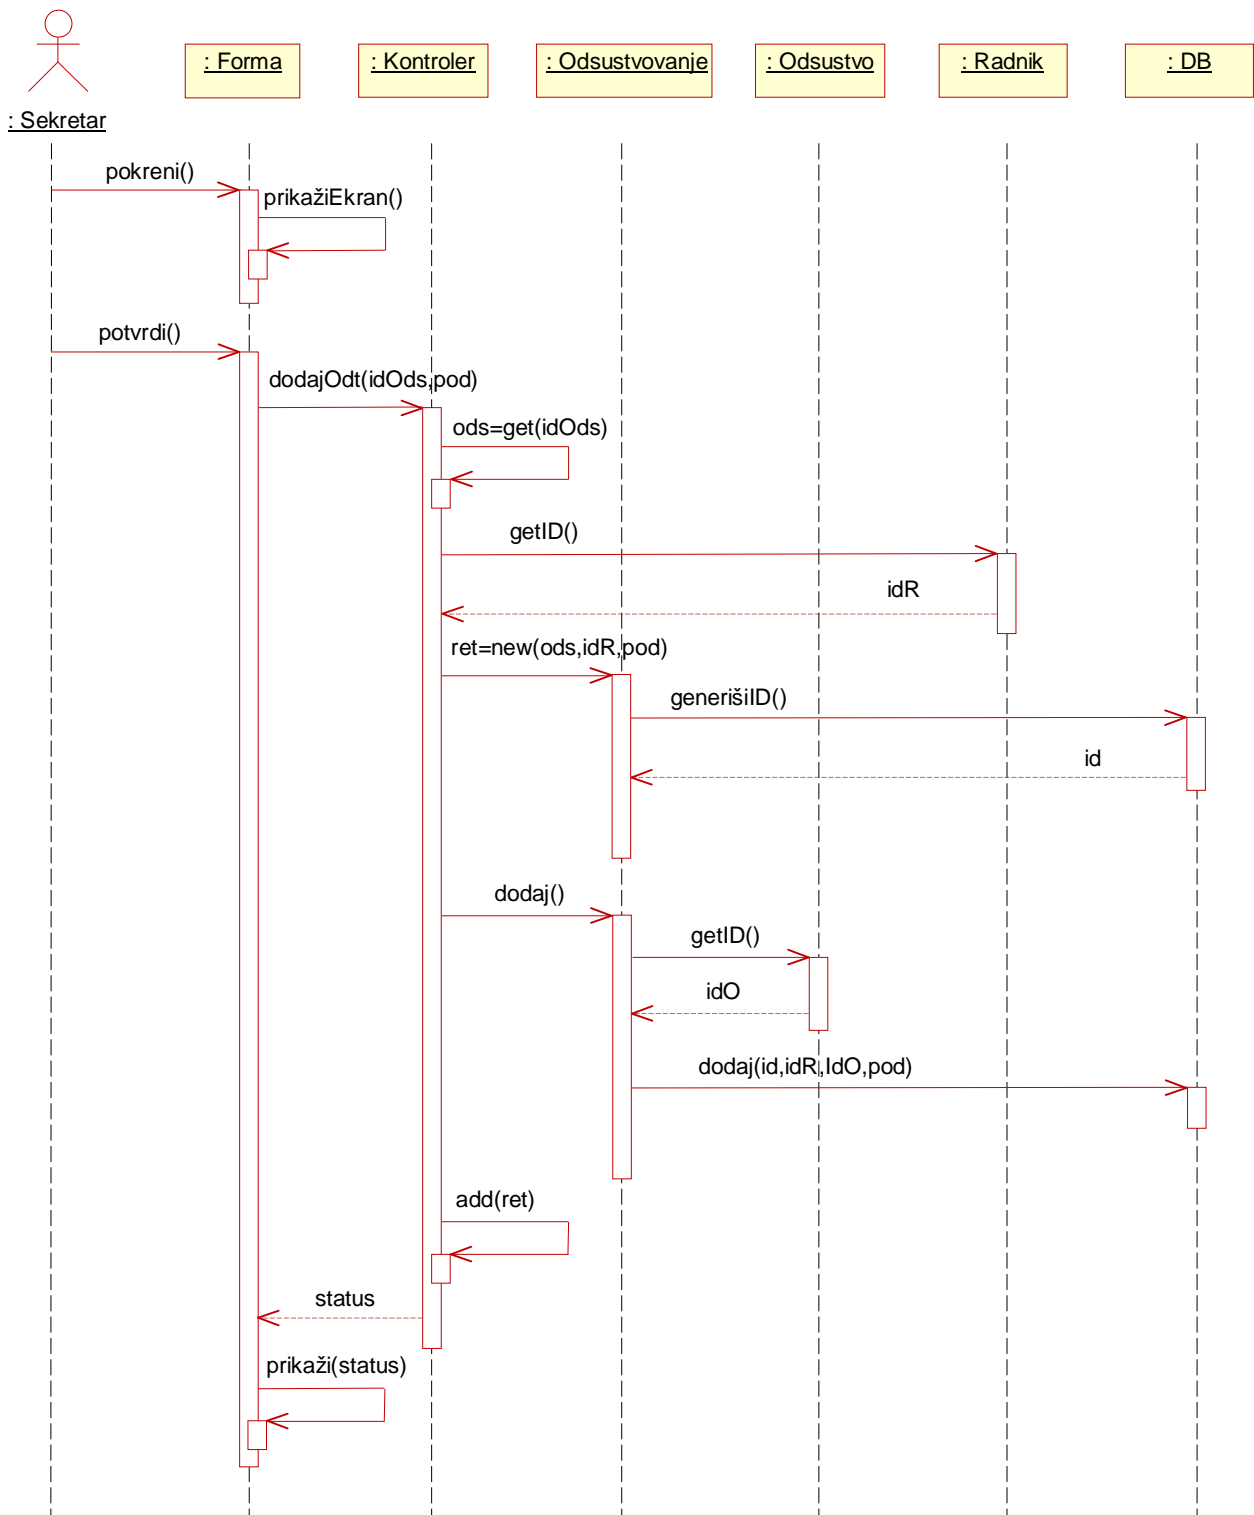 : Forma
: Kontroler
: Odsustvovanje
: Odsustvo
: Radnik
: DB
: Sekretar
pokreni()
prikažiEkran()
potvrdi()
dodajOdt(idOds,pod)
ods=get(idOds)
getID()
idR
ret=new(ods,idR,pod)
generišiID()
id
dodaj()
getID()
idO
dodaj(id,idR,IdO,pod)
add(ret)
status
prikaži(status)